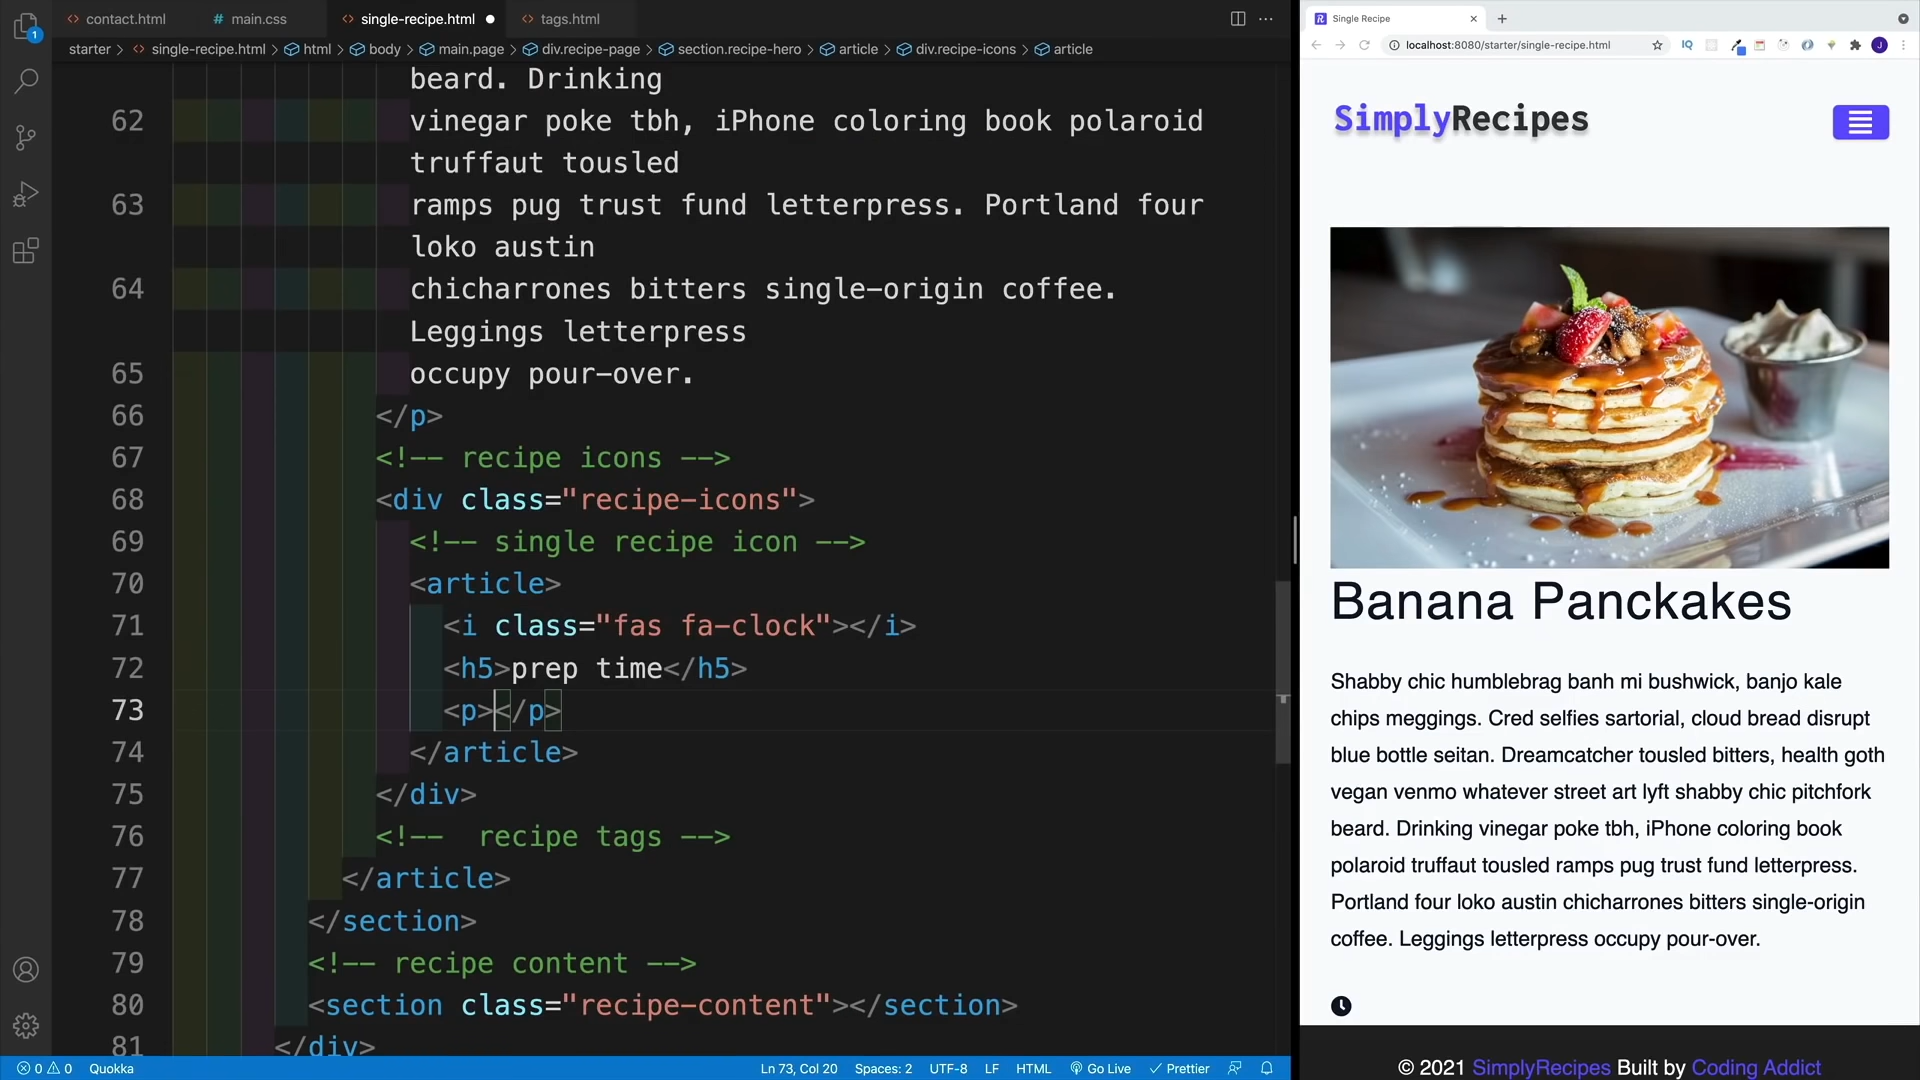 contact.html
# main.css
<> single-recipe.html
<> tags.html
Single Recipe
localhost:8080/starter/single-recipe.html
IQ
J
1
starter > <> single-recipe.html > html > body > main.page > div.recipe-page > section.recipe-hero > article > div.recipe-icons > article
beard. Drinking
62 vinegar poke tbh, iPhone coloring book polaroid
truffaut tousled
63 ramps pug trust fund letterpress. Portland four
loko austin
64 chicharrones bitters single-origin coffee.
Leggings letterpress
65 occupy pour-over.
66 </p>
67 <!-- recipe icons -->
68 <div class="recipe-icons">
69 <!-- single recipe icon -->
70 <article>
71 <i class="fas fa-clock"></i>
72 <h5>prep time</h5>
73 <p></p>
74 </article>
75 </div>
76 <!--  recipe tags -->
77 </article>
78 </section>
79 <!-- recipe content -->
80 <section class="recipe-content"></section>
81 </div>
0 0 Quokka
Ln 73, Col 20 Spaces: 2 UTF-8 LF HTML Go Live Prettier
SimplyRecipes
Banana Panckakes
Shabby chic humblebrag banh mi bushwick, banjo kale
chips meggings. Cred selfies sartorial, cloud bread disrupt
blue bottle seitan. Dreamcatcher tousled bitters, health goth
vegan venmo whatever street art lyft shabby chic pitchfork
beard. Drinking vinegar poke tbh, iPhone coloring book
polaroid truffaut tousled ramps pug trust fund letterpress.
Portland four loko austin chicharrones bitters single-origin
coffee. Leggings letterpress occupy pour-over.
© 2021 SimplyRecipes Built by Coding Addict